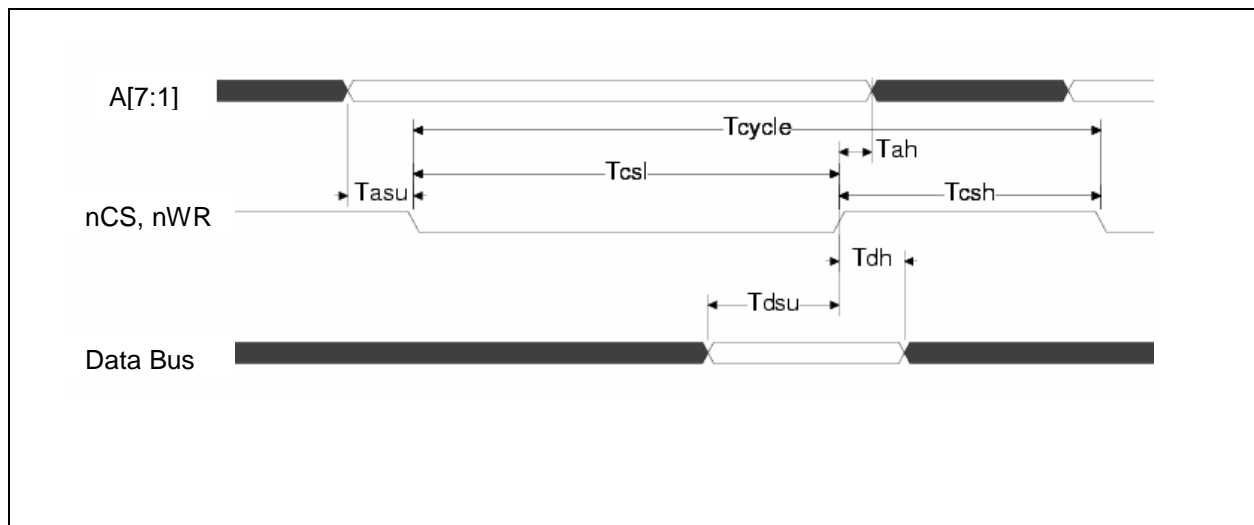 A[7:1]
Tcycle
Tah
Tcsl
Tasu
Tcsh
nCS, nWR
Tdh
Tdsu
Data Bus